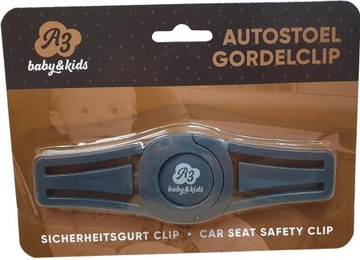 A3
baby&kids
AUTOSTOEL
GORDELCLIP
A3
baby&kids
SICHERHEITSGURT CLIP • CAR SEAT SAFETY CLIP